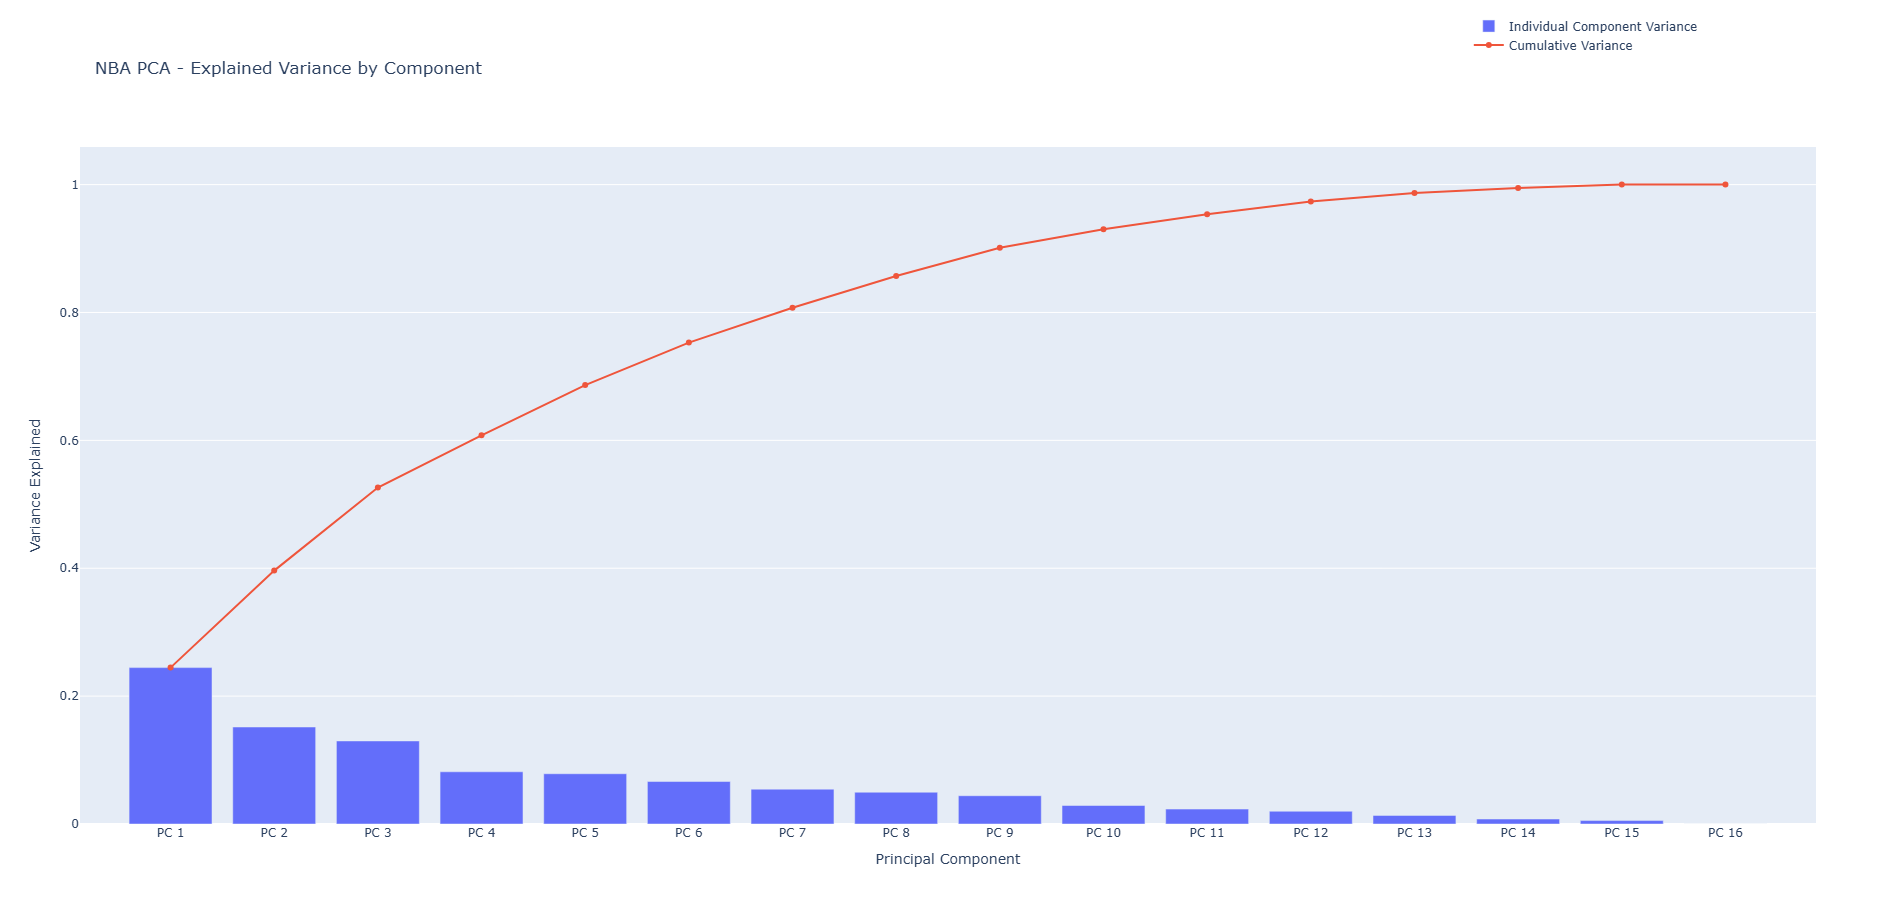 Individual Component Variance
Cumulative Variance
NBA PCA - Explained Variance by Component
1
0.8
0.6
0.4
0.2
0
Variance Explained
PC 1 PC 2 PC 3 PC 4 PC 5 PC 6 PC 7 PC 8 PC 9 PC 10 PC 11 PC 12 PC 13 PC 14 PC 15 PC 16
Principal Component